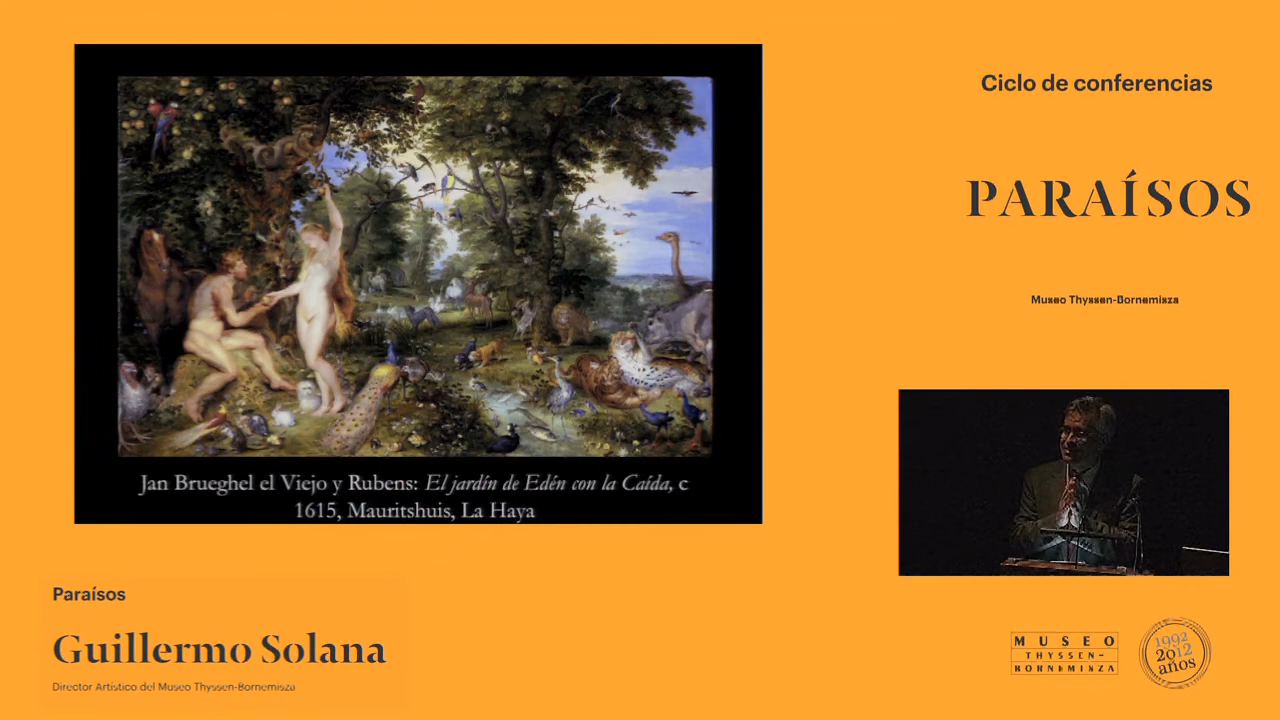 Ciclo de conferencias
PARAÍSOS
Museo Thyssen-Bornemisza
Jan Brueghel el Viejo y Rubens: El jardín de Edén con la Caída, c
1615, Mauritshuis, La Haya
Paraísos
Guillermo Solana
Director Artístico del Museo Thyssen-Bornemisza
MUSEO
THYSSEN-
BORNEMISZA
1992
2012
años